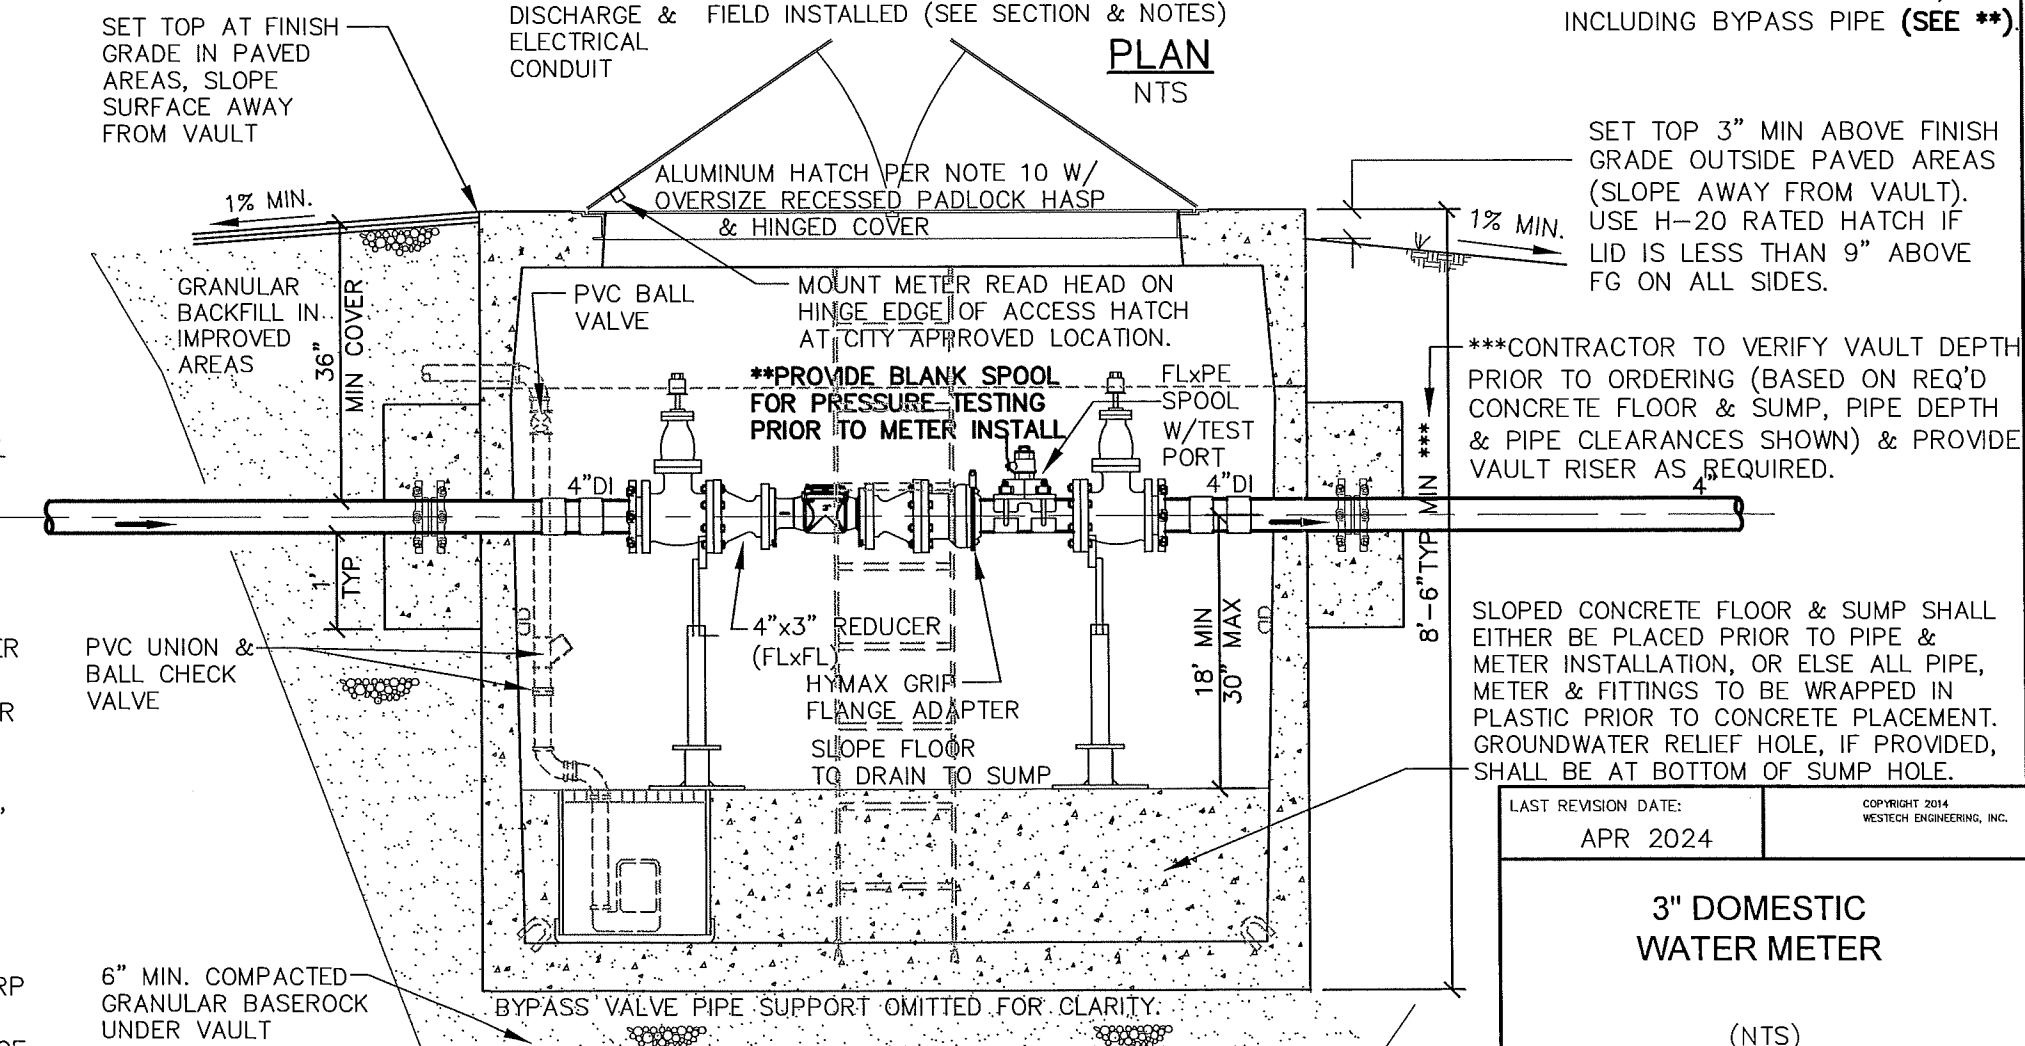 SET TOP AT FINISH
GRADE IN PAVED
AREAS, SLOPE
SURFACE AWAY
FROM VAULT
DISCHARGE &
ELECTRICAL
CONDUIT
FIELD INSTALLED (SEE SECTION & NOTES)
PLAN
NTS
INCLUDING BYPASS PIPE (SEE **).
SET TOP 3" MIN ABOVE FINISH
GRADE OUTSIDE PAVED AREAS
(SLOPE AWAY FROM VAULT).
USE H-20 RATED HATCH IF
LID IS LESS THAN 9" ABOVE
FG ON ALL SIDES.
1% MIN.
1% MIN.
ALUMINUM HATCH PER NOTE 10 W/
OVERSIZE RECESSED PADLOCK HASP
& HINGED COVER
GRANULAR
BACKFILL IN
IMPROVED
AREAS
36"
MIN COVER
PVC BALL
VALVE
MOUNT METER READ HEAD ON
HINGE EDGE OF ACCESS HATCH
AT CITY APPROVED LOCATION.
**PROVIDE BLANK SPOOL
FOR PRESSURE TESTING
PRIOR TO METER INSTALL
FLxPE
SPOOL
W/TEST
PORT
***CONTRACTOR TO VERIFY VAULT DEPTH
PRIOR TO ORDERING (BASED ON REQ'D
CONCRETE FLOOR & SUMP, PIPE DEPTH
& PIPE CLEARANCES SHOWN) & PROVIDE
VAULT RISER AS REQUIRED.
4"DI
4"DI
4"
1'
TYP.
8'-6"TYP MIN ***
4"x3" REDUCER
(FLxFL)
HYMAX GRIP
FLANGE ADAPTER
18' MIN
30" MAX
SLOPE FLOOR
TO DRAIN TO SUMP
PVC UNION &
BALL CHECK
VALVE
ER
R
,
SLOPED CONCRETE FLOOR & SUMP SHALL
EITHER BE PLACED PRIOR TO PIPE &
METER INSTALLATION, OR ELSE ALL PIPE,
METER & FITTINGS TO BE WRAPPED IN
PLASTIC PRIOR TO CONCRETE PLACEMENT.
GROUNDWATER RELIEF HOLE, IF PROVIDED,
SHALL BE AT BOTTOM OF SUMP HOLE.
6" MIN. COMPACTED
GRANULAR BASEROCK
UNDER VAULT
RP
BYPASS VALVE PIPE SUPPORT OMITTED FOR CLARITY.
LAST REVISION DATE:
APR 2024
COPYRIGHT 2014
WESTECH ENGINEERING, INC.
3" DOMESTIC
WATER METER
(NTS)